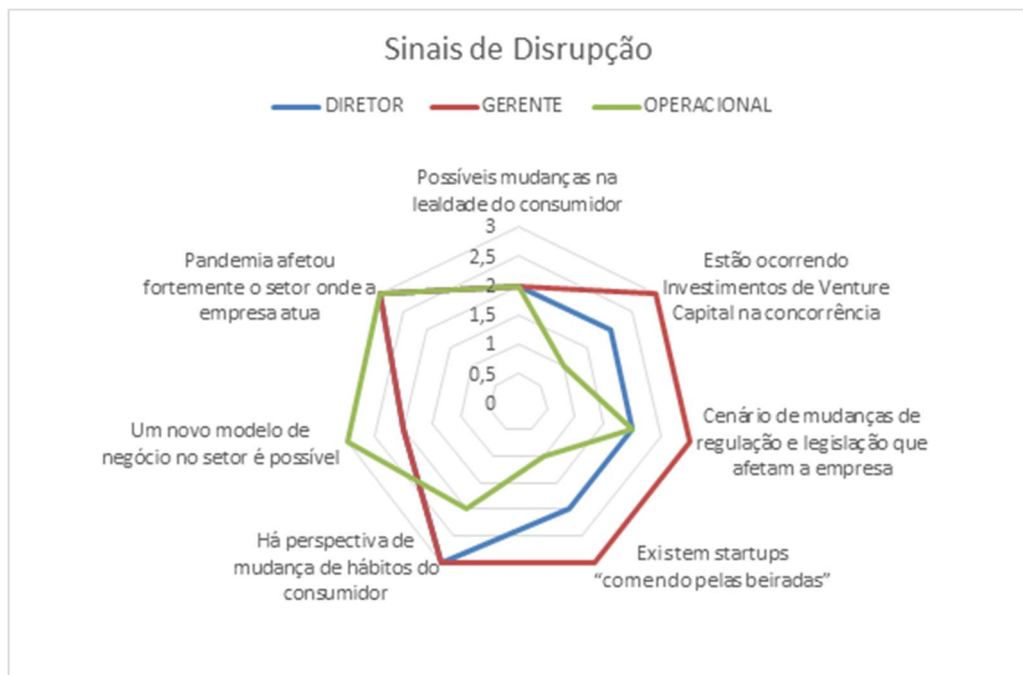 Sinais de Disrupção
DIRETOR GERENTE OPERACIONAL
Possíveis mudanças na
lealdade do consumidor
3
2,5
2
1,5
1
0,5
0
Estão ocorrendo
Investimentos de Venture
Capital na concorrência
Cenário de mudanças de
regulação e legislação que
afetam a empresa
Existem startups
“comendo pelas beiradas”
Há perspectiva de
mudança de hábitos do
consumidor
Um novo modelo de
negócio no setor é possível
Pandemia afetou
fortemente o setor onde a
empresa atua